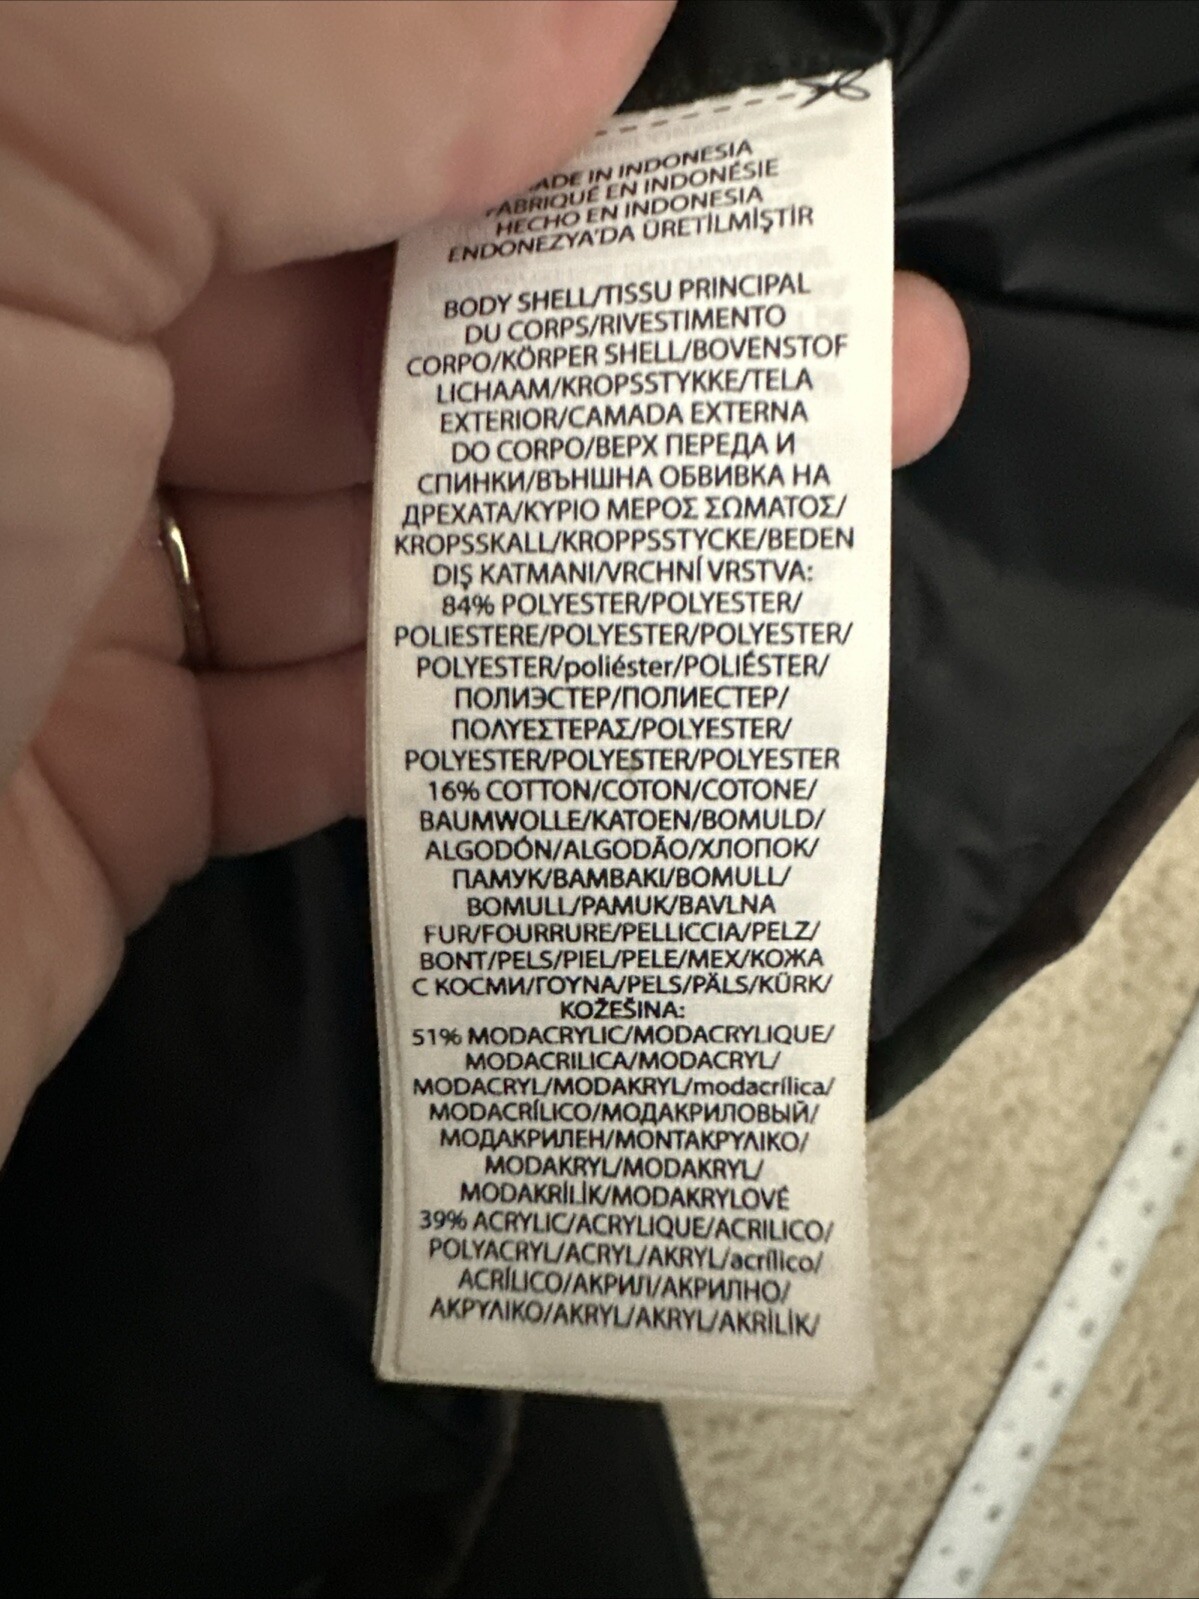 ADE IN INDONESIA
FABRIQUÉ EN INDONÉSIE
HECHO EN INDONESIA
ENDONEZYA'DA ÜRETİLMİŞTİR
BODY SHELL/TISSU PRINCIPAL
DU CORPS/RIVESTIMENTO
CORPO/KÖRPER SHELL/BOVENSTOF
LICHAAM/KROPSSTYKKE/TELA
EXTERIOR/CAMADA EXTERNA
DO CORPO/ВЕРХ ПЕРЕДА И
СПИНКИ/ВЪНШНА ОБВИВКА НА
ДРЕХАТА/ΚΥΡΙΟ ΜΕΡΟΣ ΣΩΜΑΤΟΣ/
KROPSSKALL/KROPPSSTYCKE/BEDEN
DIŞ KATMANI/VRCHNÍ VRSTVA:
84% POLYESTER/POLYESTER/
POLIESTERE/POLYESTER/POLYESTER/
POLYESTER/poliéster/POLIÉSTER/
ПОЛИЭСТЕР/ПОЛИЕСТЕР/
ΠΟΛΥΕΣΤΕΡΑΣ/POLYESTER/
POLYESTER/POLYESTER/POLYESTER
16% COTTON/COTON/COTONE/
BAUMWOLLE/KATOEN/BOMULD/
ALGODÓN/ALGODÃO/ХЛОПОК/
ПАМУК/ΒΑΜΒΑΚΙ/BOMULL/
BOMULL/PAMUK/BAVLNA
FUR/FOURRURE/PELLICCIA/PELZ/
BONT/PELS/PIEL/PELE/МЕХ/КОЖА
С КОСМИ/ΓΟΥΝΑ/PELS/PÄLS/KÜRK/
KOŽEŠINA:
51% MODACRYLIC/MODACRYLIQUE/
MODACRILICA/MODACRYL/
MODACRYL/MODAKRYL/modacrílica/
MODACRÍLICO/МОДАКРИЛОВЫЙ/
МОДАКРИЛЕН/ΜΟΝΤΑΚΡΥΛΙΚΟ/
MODAKRYL/MODAKRYL/
MODAKRİLİK/MODAKRYLOVÉ
39% ACRYLIC/ACRYLIQUE/ACRILICO/
POLYACRYL/ACRYL/AKRYL/acrílico/
ACRÍLICO/АКРИЛ/АКРИЛНО/
ΑΚΡΥΛΙΚΟ/AKRYL/AKRYL/AKRİLİK/